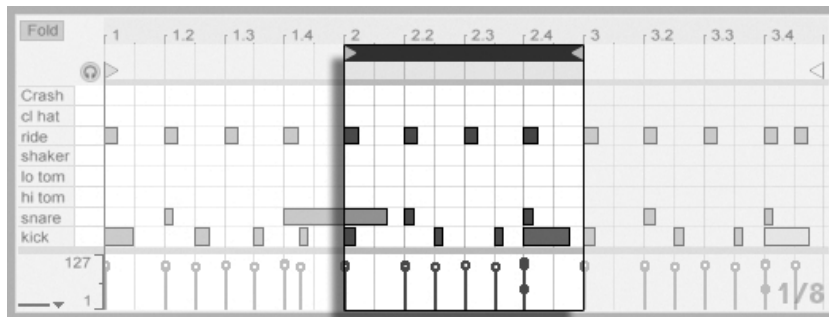 Fold
1 1.2 1.3 1.4 2 2.2 2.3 2.4 3 3.2 3.3 3.4
Crash
cl hat
ride
shaker
lo tom
hi tom
snare
kick
127
1
1/8